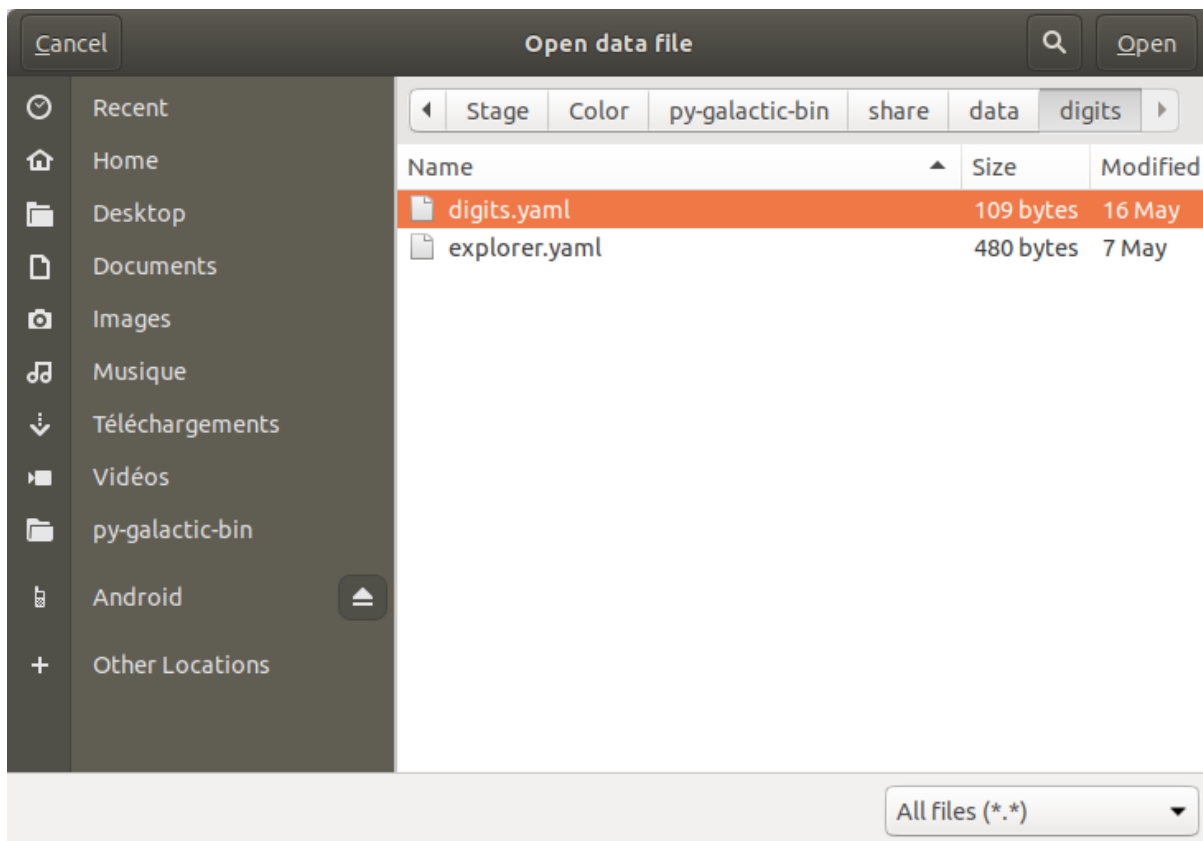 Cancel Open data file Open
Recent
Stage Color py-galactic-bin share data digits
Home
Name Size Modified
Desktop
digits.yaml 109 bytes 16 May
explorer.yaml 480 bytes 7 May
Documents
Images
Musique
Téléchargements
Vidéos
py-galactic-bin
Android
Other Locations
All files (*.*)